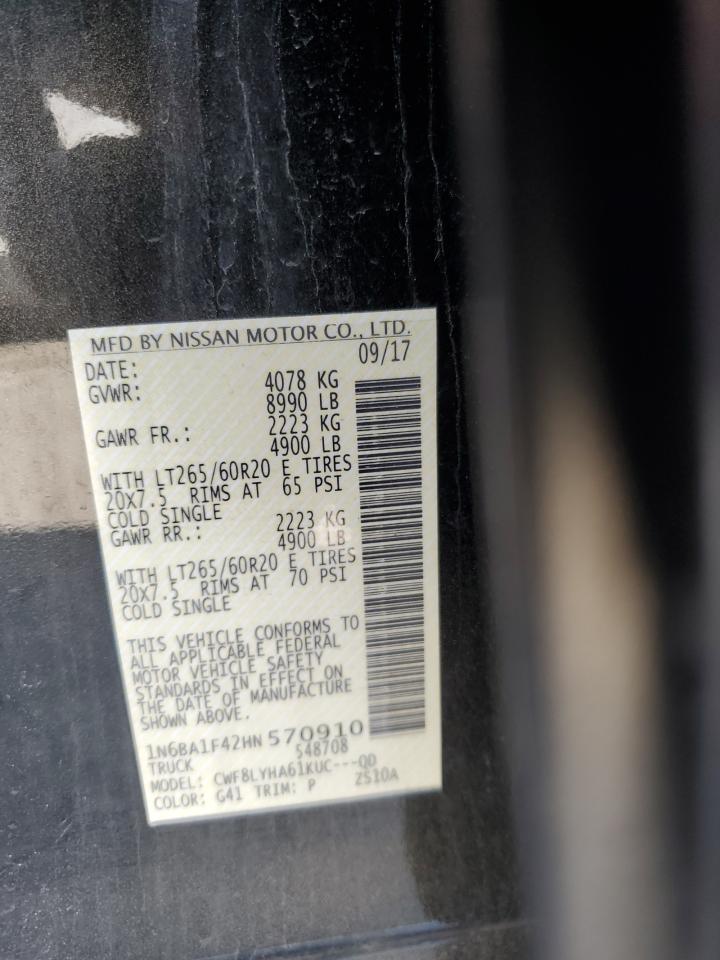 MFD BY NISSAN MOTOR CO., LTD.
DATE: 09/17
GVWR: 4078 KG
8990 LB
GAWR FR.: 2223 KG
4900 LB
WITH LT265/60R20 E TIRES
20X7.5 RIMS AT 65 PSI
COLD SINGLE
GAWR RR.: 2223 KG
4900 LB
WITH LT265/60R20 E TIRES
20X7.5 RIMS AT 70 PSI
COLD SINGLE
THIS VEHICLE CONFORMS TO
ALL APPLICABLE FEDERAL
MOTOR VEHICLE SAFETY
STANDARDS IN EFFECT ON
THE DATE OF MANUFACTURE
SHOWN ABOVE.
1N6BA1F42HN 570910
TRUCK 548708
MODEL: CWF8LYHA61KUC---QD
COLOR: G41 TRIM: P ZS10A